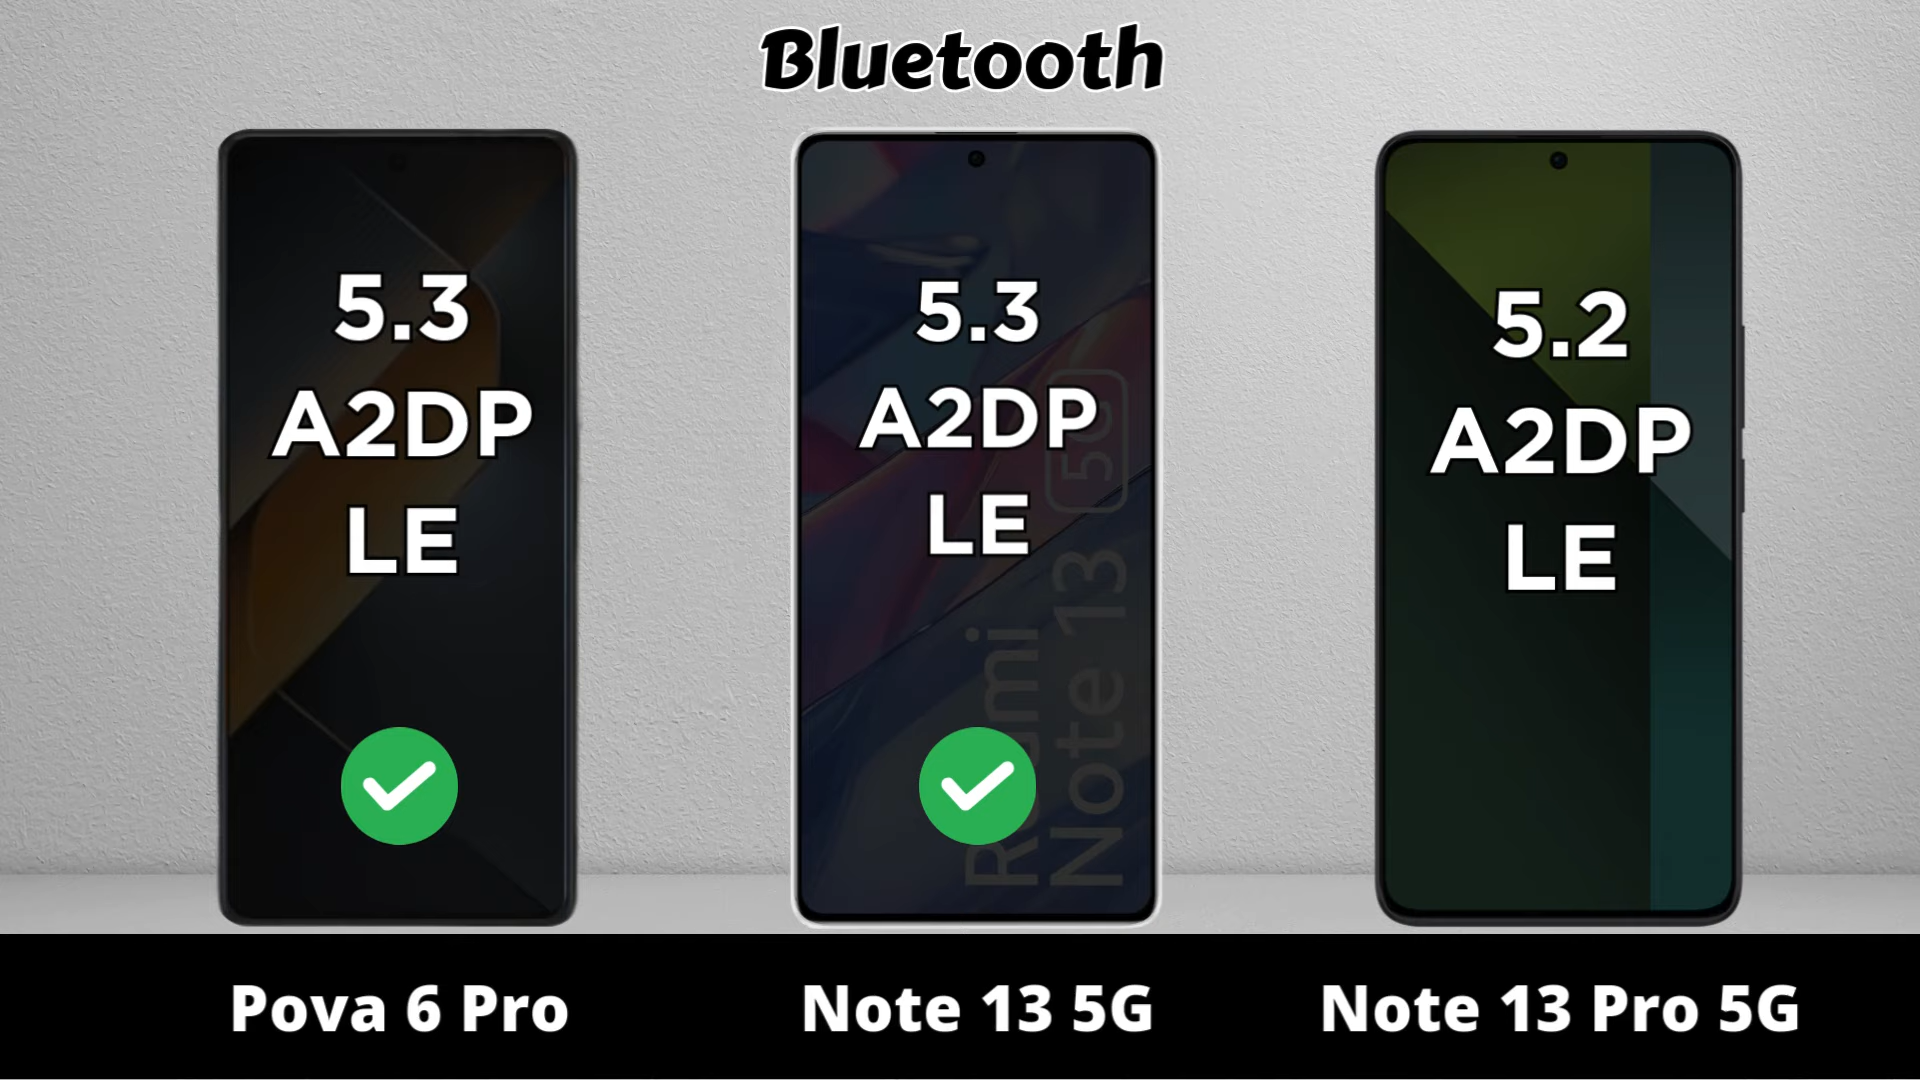 Bluetooth
5.3
A2DP
LE
5.3
A2DP
LE
Redmi
Note 13 5G
5.2
A2DP
LE
Pova 6 Pro
Note 13 5G
Note 13 Pro 5G